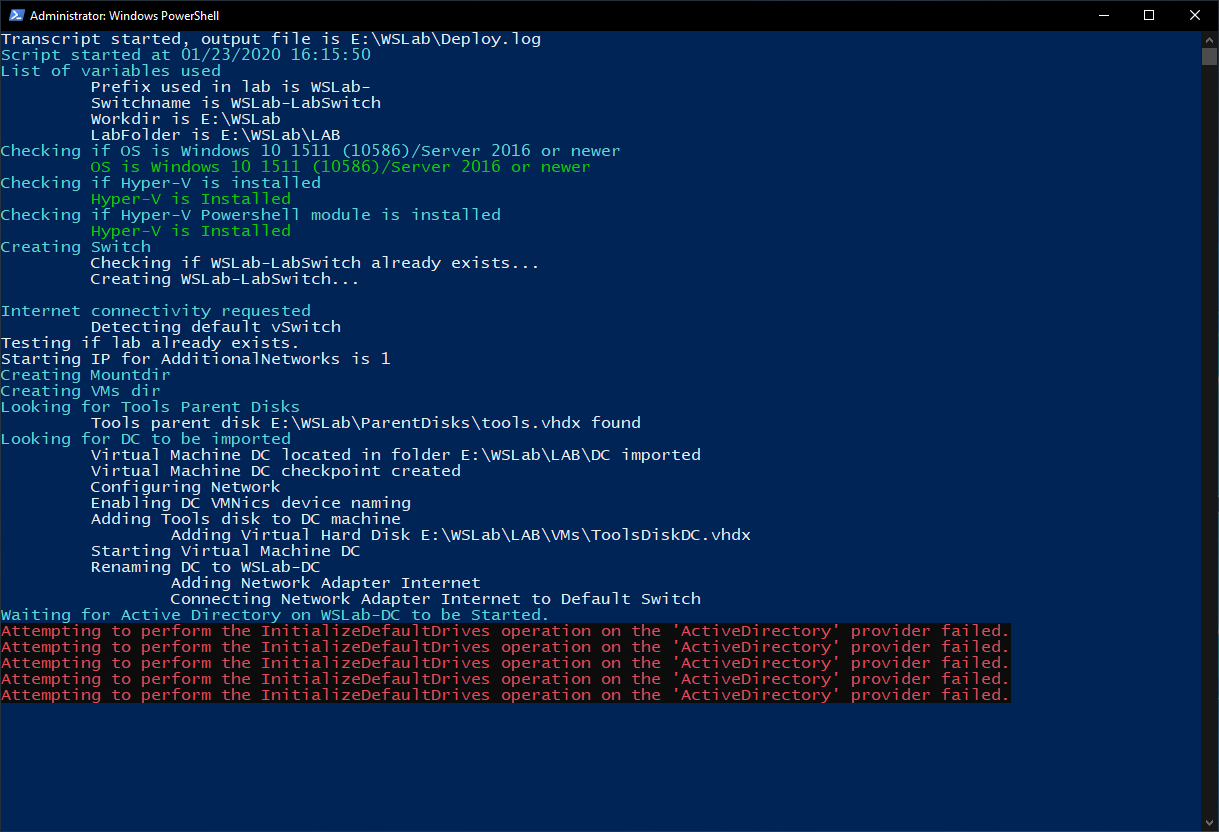 Administrator: Windows PowerShell
Transcript started, output file is E:\WSLab\Deploy.log
Script started at 01/23/2020 16:15:50
List of variables used
Prefix used in lab is WSLab-
Switchname is WSLab-LabSwitch
Workdir is E:\WSLab
LabFolder is E:\WSLab\LAB
Checking if OS is Windows 10 1511 (10586)/Server 2016 or newer
OS is Windows 10 1511 (10586)/Server 2016 or newer
Checking if Hyper-V is installed
Hyper-V is Installed
Checking if Hyper-V Powershell module is installed
Hyper-V is Installed
Creating Switch
Checking if WSLab-LabSwitch already exists...
Creating WSLab-LabSwitch...
Internet connectivity requested
Detecting default vSwitch
Testing if lab already exists.
Starting IP for AdditionalNetworks is 1
Creating Mountdir
Creating VMs dir
Looking for Tools Parent Disks
Tools parent disk E:\WSLab\ParentDisks\tools.vhdx found
Looking for DC to be imported
Virtual Machine DC located in folder E:\WSLab\LAB\DC imported
Virtual Machine DC checkpoint created
Configuring Network
Enabling DC VMNics device naming
Adding Tools disk to DC machine
Adding Virtual Hard Disk E:\WSLab\LAB\VMs\ToolsDiskDC.vhdx
Starting Virtual Machine DC
Renaming DC to WSLab-DC
Adding Network Adapter Internet
Connecting Network Adapter Internet to Default Switch
Waiting for Active Directory on WSLab-DC to be Started.
Attempting to perform the InitializeDefaultDrives operation on the 'ActiveDirectory' provider failed.
Attempting to perform the InitializeDefaultDrives operation on the 'ActiveDirectory' provider failed.
Attempting to perform the InitializeDefaultDrives operation on the 'ActiveDirectory' provider failed.
Attempting to perform the InitializeDefaultDrives operation on the 'ActiveDirectory' provider failed.
Attempting to perform the InitializeDefaultDrives operation on the 'ActiveDirectory' provider failed.